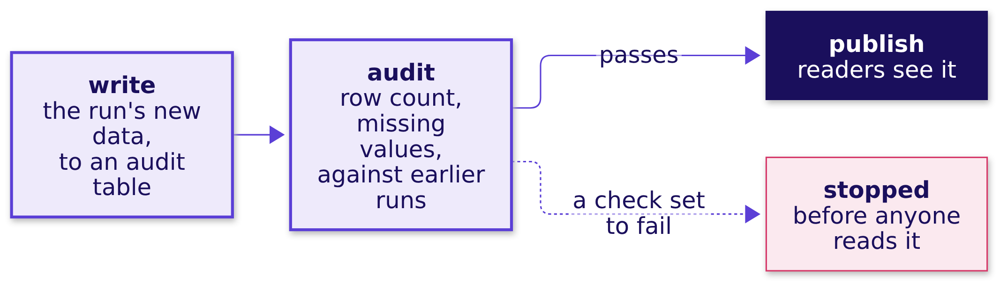 write
the run's new
data,
to an audit
table
audit
row count,
missing
values,
against earlier
runs
passes
publish
readers see it
a check set
to fail
stopped
before anyone
reads it